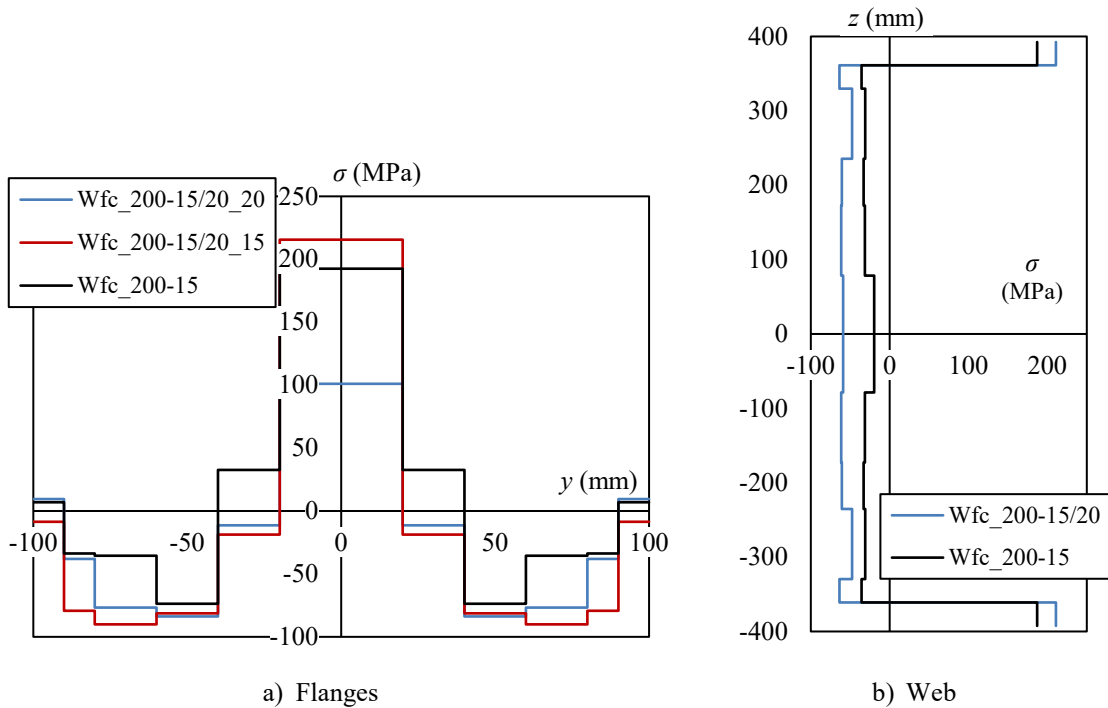 σ (MPa)
Wfc_200-15/20_20
Wfc_200-15/20_15
Wfc_200-15
250
200
150
100
50
0
-50
-100
y (mm)
-100
-50
0
50
100
a) Flanges
z (mm)
400
300
200
100
0
-100
-200
-300
-400
σ
(MPa)
-100
0
100
200
Wfc_200-15/20
Wfc_200-15
b) Web